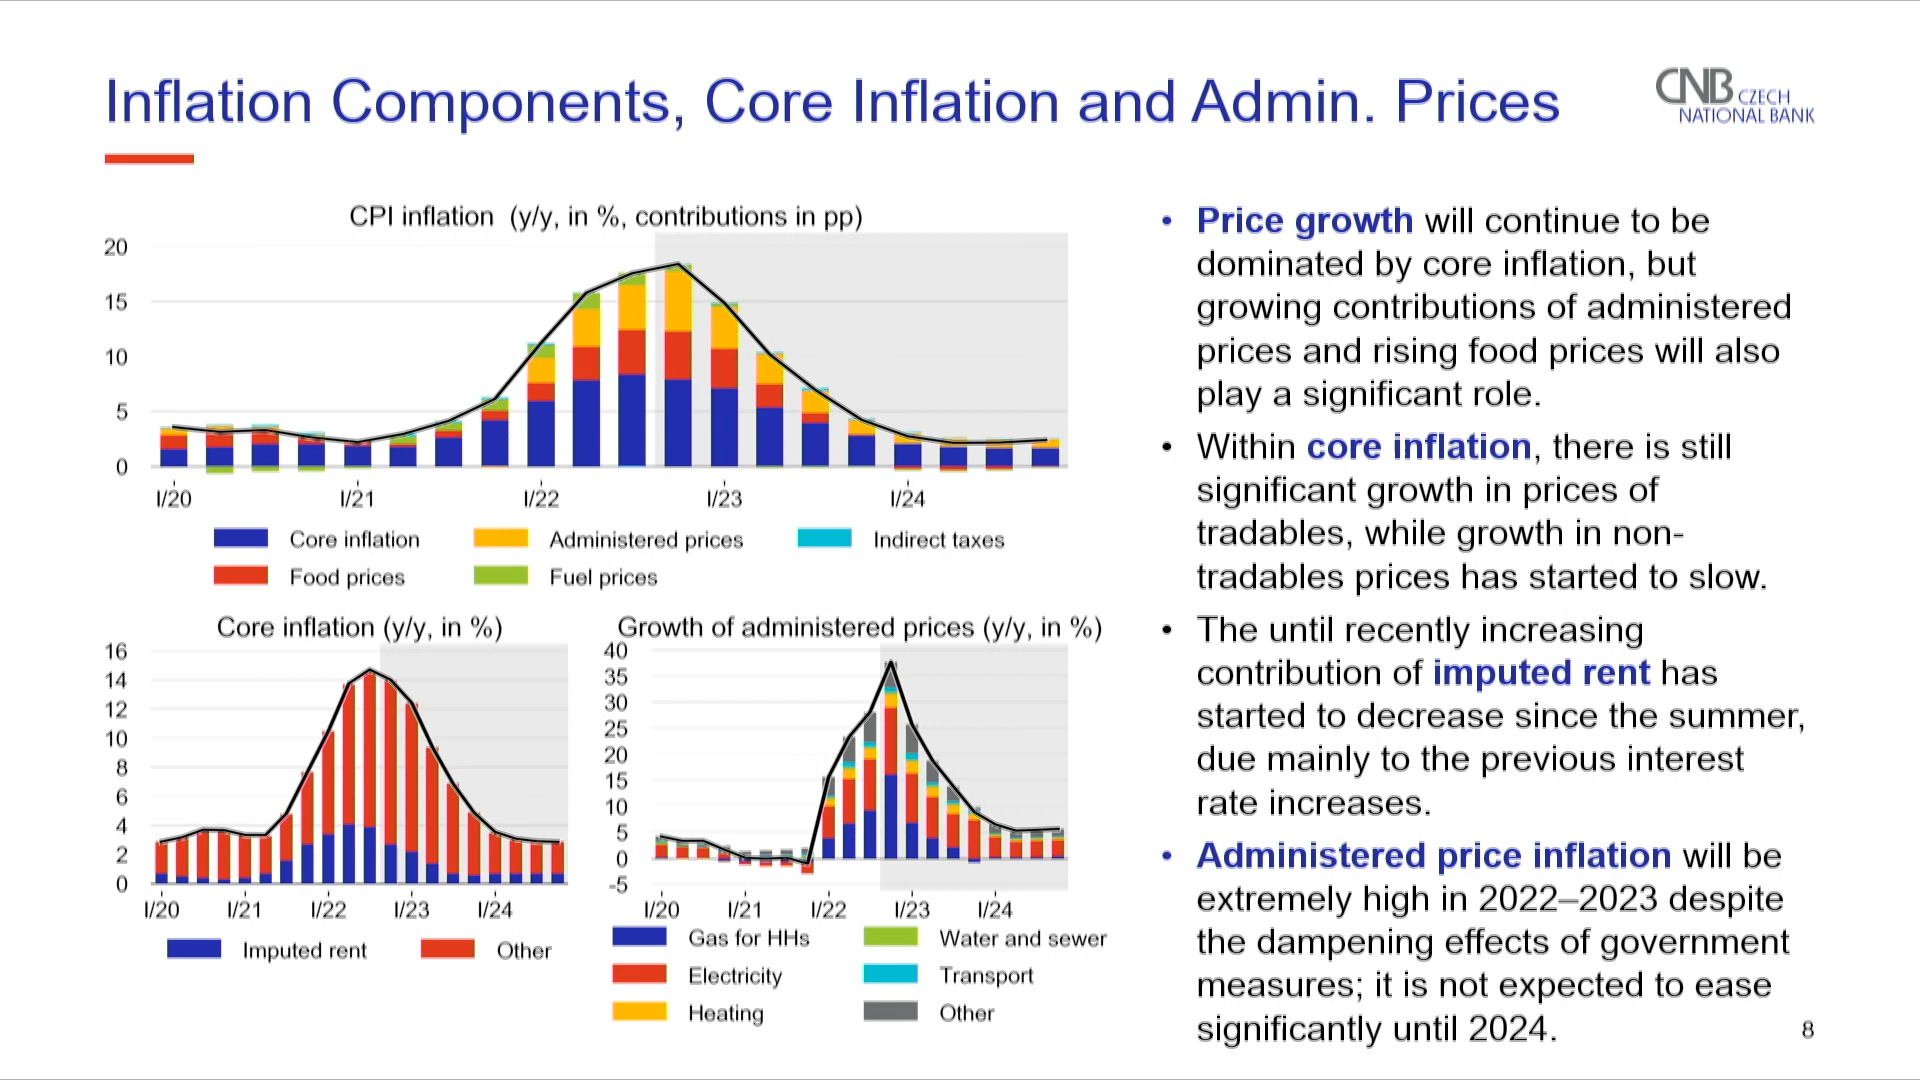 Inflation Components, Core Inflation and Admin. Prices
CNB CZECH
NATIONAL BANK
CPI inflation (y/y, in %, contributions in pp)
20
15
10
5
0
I/20 I/21 I/22 I/23 I/24
Core inflation Administered prices Indirect taxes
Food prices Fuel prices
Core inflation (y/y, in %)
16
14
12
10
8
6
4
2
0
I/20 I/21 I/22 I/23 I/24
Imputed rent Other
Growth of administered prices (y/y, in %)
40
35
30
25
20
15
10
5
0
-5
I/20 I/21 I/22 I/23 I/24
Gas for HHs Water and sewer
Electricity Transport
Heating Other
• Price growth will continue to be
dominated by core inflation, but
growing contributions of administered
prices and rising food prices will also
play a significant role.
• Within core inflation, there is still
significant growth in prices of
tradables, while growth in non-
tradables prices has started to slow.
• The until recently increasing
contribution of imputed rent has
started to decrease since the summer,
due mainly to the previous interest
rate increases.
• Administered price inflation will be
extremely high in 2022–2023 despite
the dampening effects of government
measures; it is not expected to ease
significantly until 2024.
8